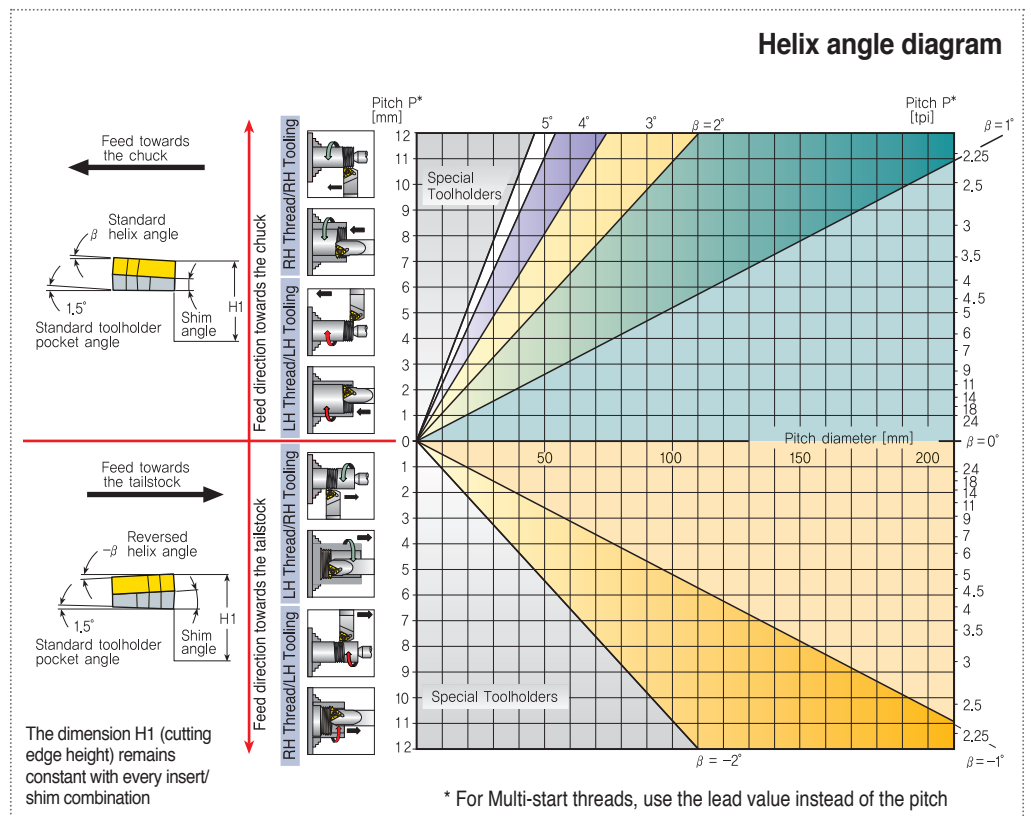 Helix angle diagram
Feed towards
the chuck
Standard
helix angle
β
1.5°
Standard toolholder
pocket angle
Shim
angle
H1
Feed direction towards the chuck
RH Thread/RH Tooling
LH Thread/LH Tooling
Feed towards
the tailstock
Reversed
helix angle
-β
1.5°
Standard toolholder
pocket angle
Shim
angle
H1
Feed direction towards the tailstock
LH Thread/RH Tooling
RH Thread/LH Tooling
The dimension H1 (cutting
edge height) remains
constant with every insert/
shim combination
Pitch P*
[mm]
5°
4°
3°
β=2°
Pitch P*
[tpi]
β=1°
12
11
10
9
8
7
6
5
4
3
2
1
0
1
2
3
4
5
6
7
8
9
10
11
12
Special
Toolholders
Pitch diameter [mm]
50
100
150
200
Special Toolholders
2.25
2.5
3
3.5
4
4.5
5
6
7
9
11
14
18
24
β=0°
24
18
14
11
9
7
6
5
4.5
4
3.5
3
2.5
2.25
β=-1°
β = -2°
* For Multi-start threads, use the lead value instead of the pitch